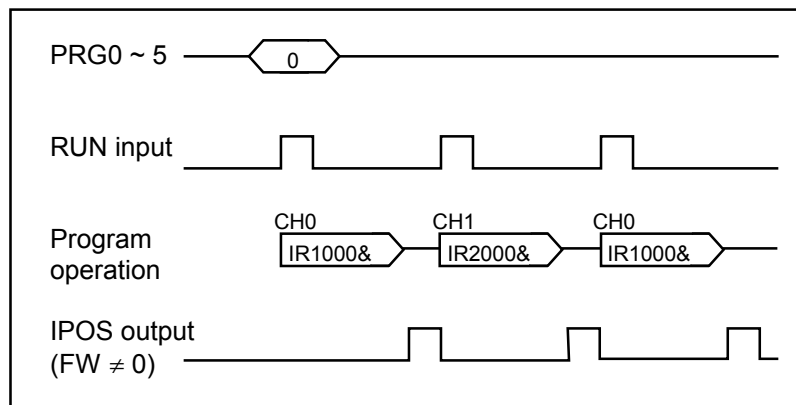 PRG0 ~ 5
0
RUN input
CH0 CH1 CH0
Program operation
IR1000& IR2000& IR1000&
IPOS output
(FW ≠ 0)